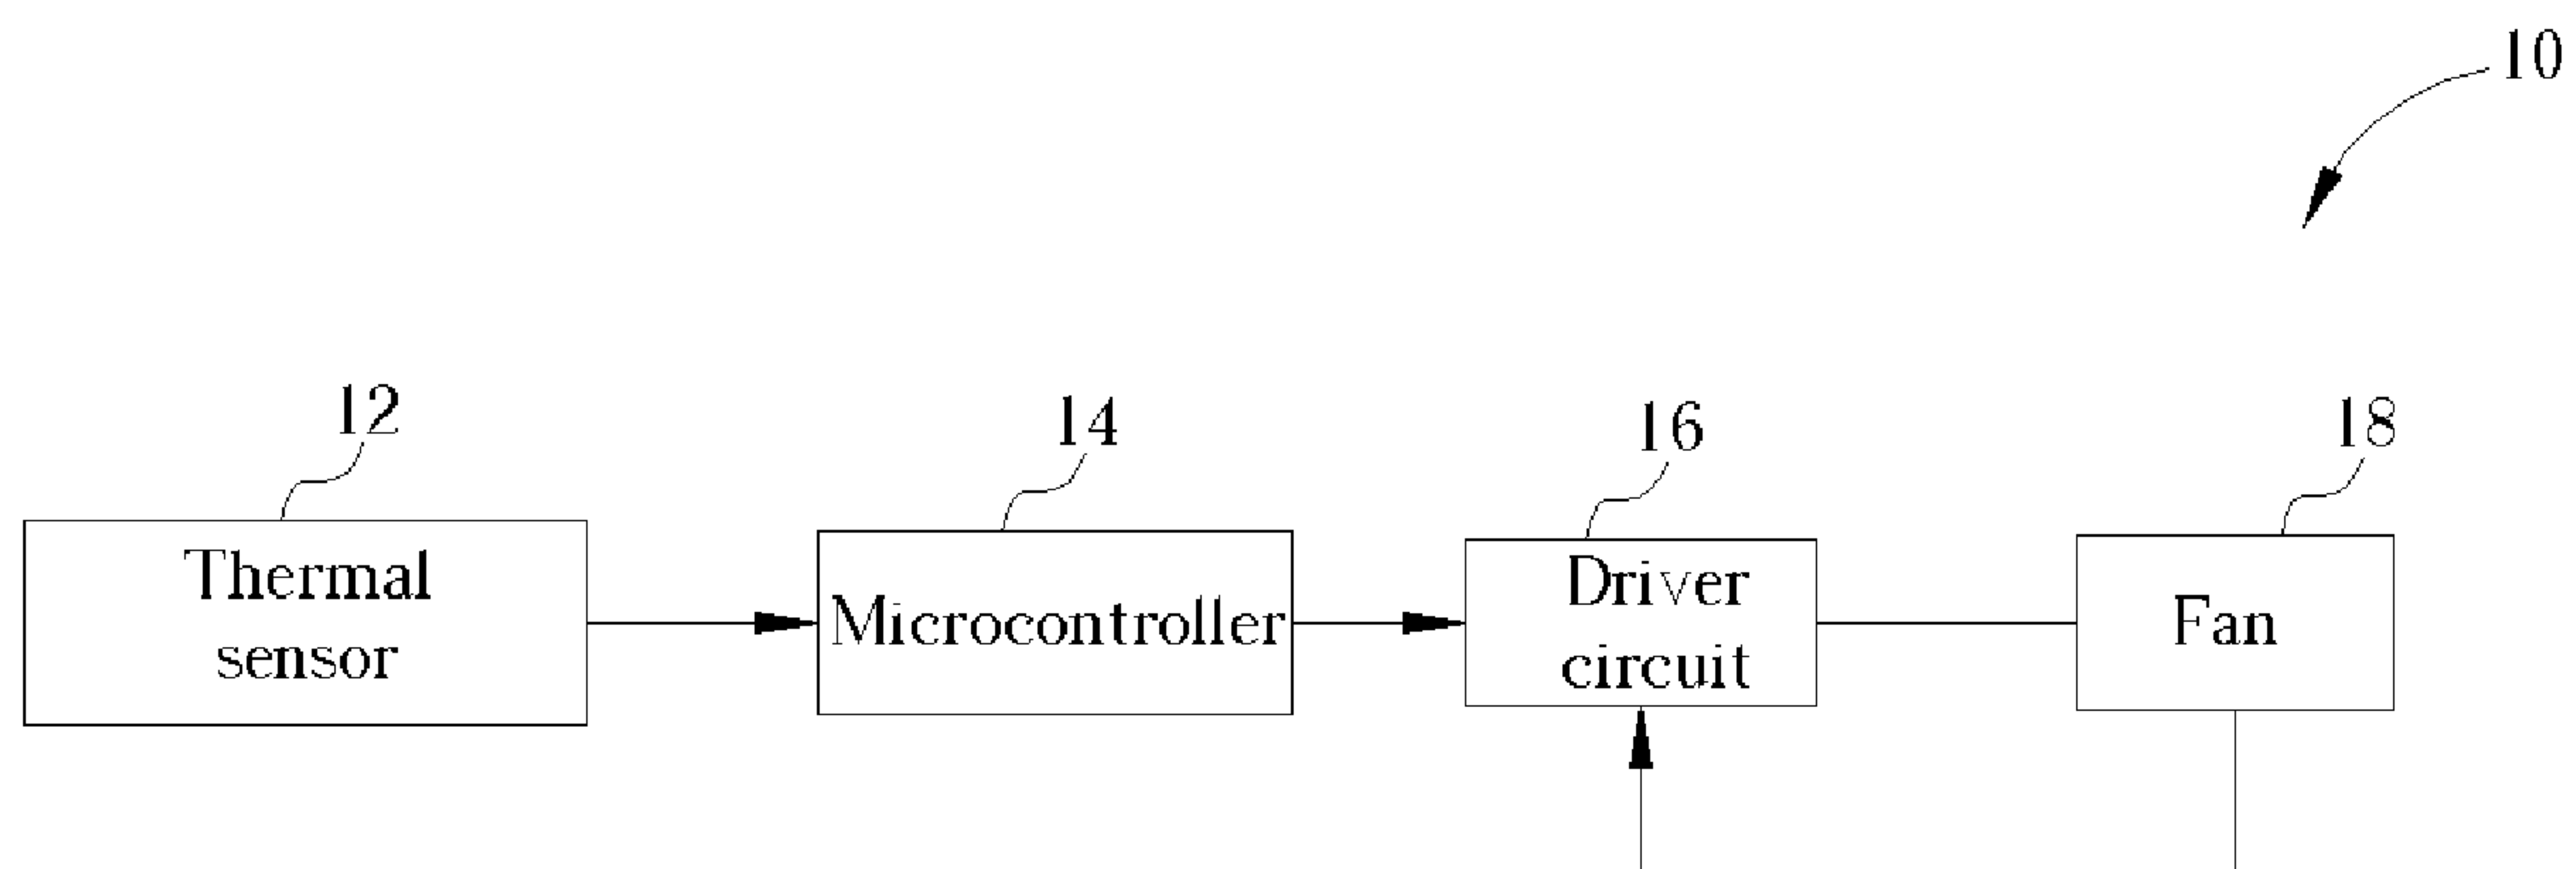 10
12
14
16
18
Thermal
sensor
Microcontroller
Driver
circuit
Fan